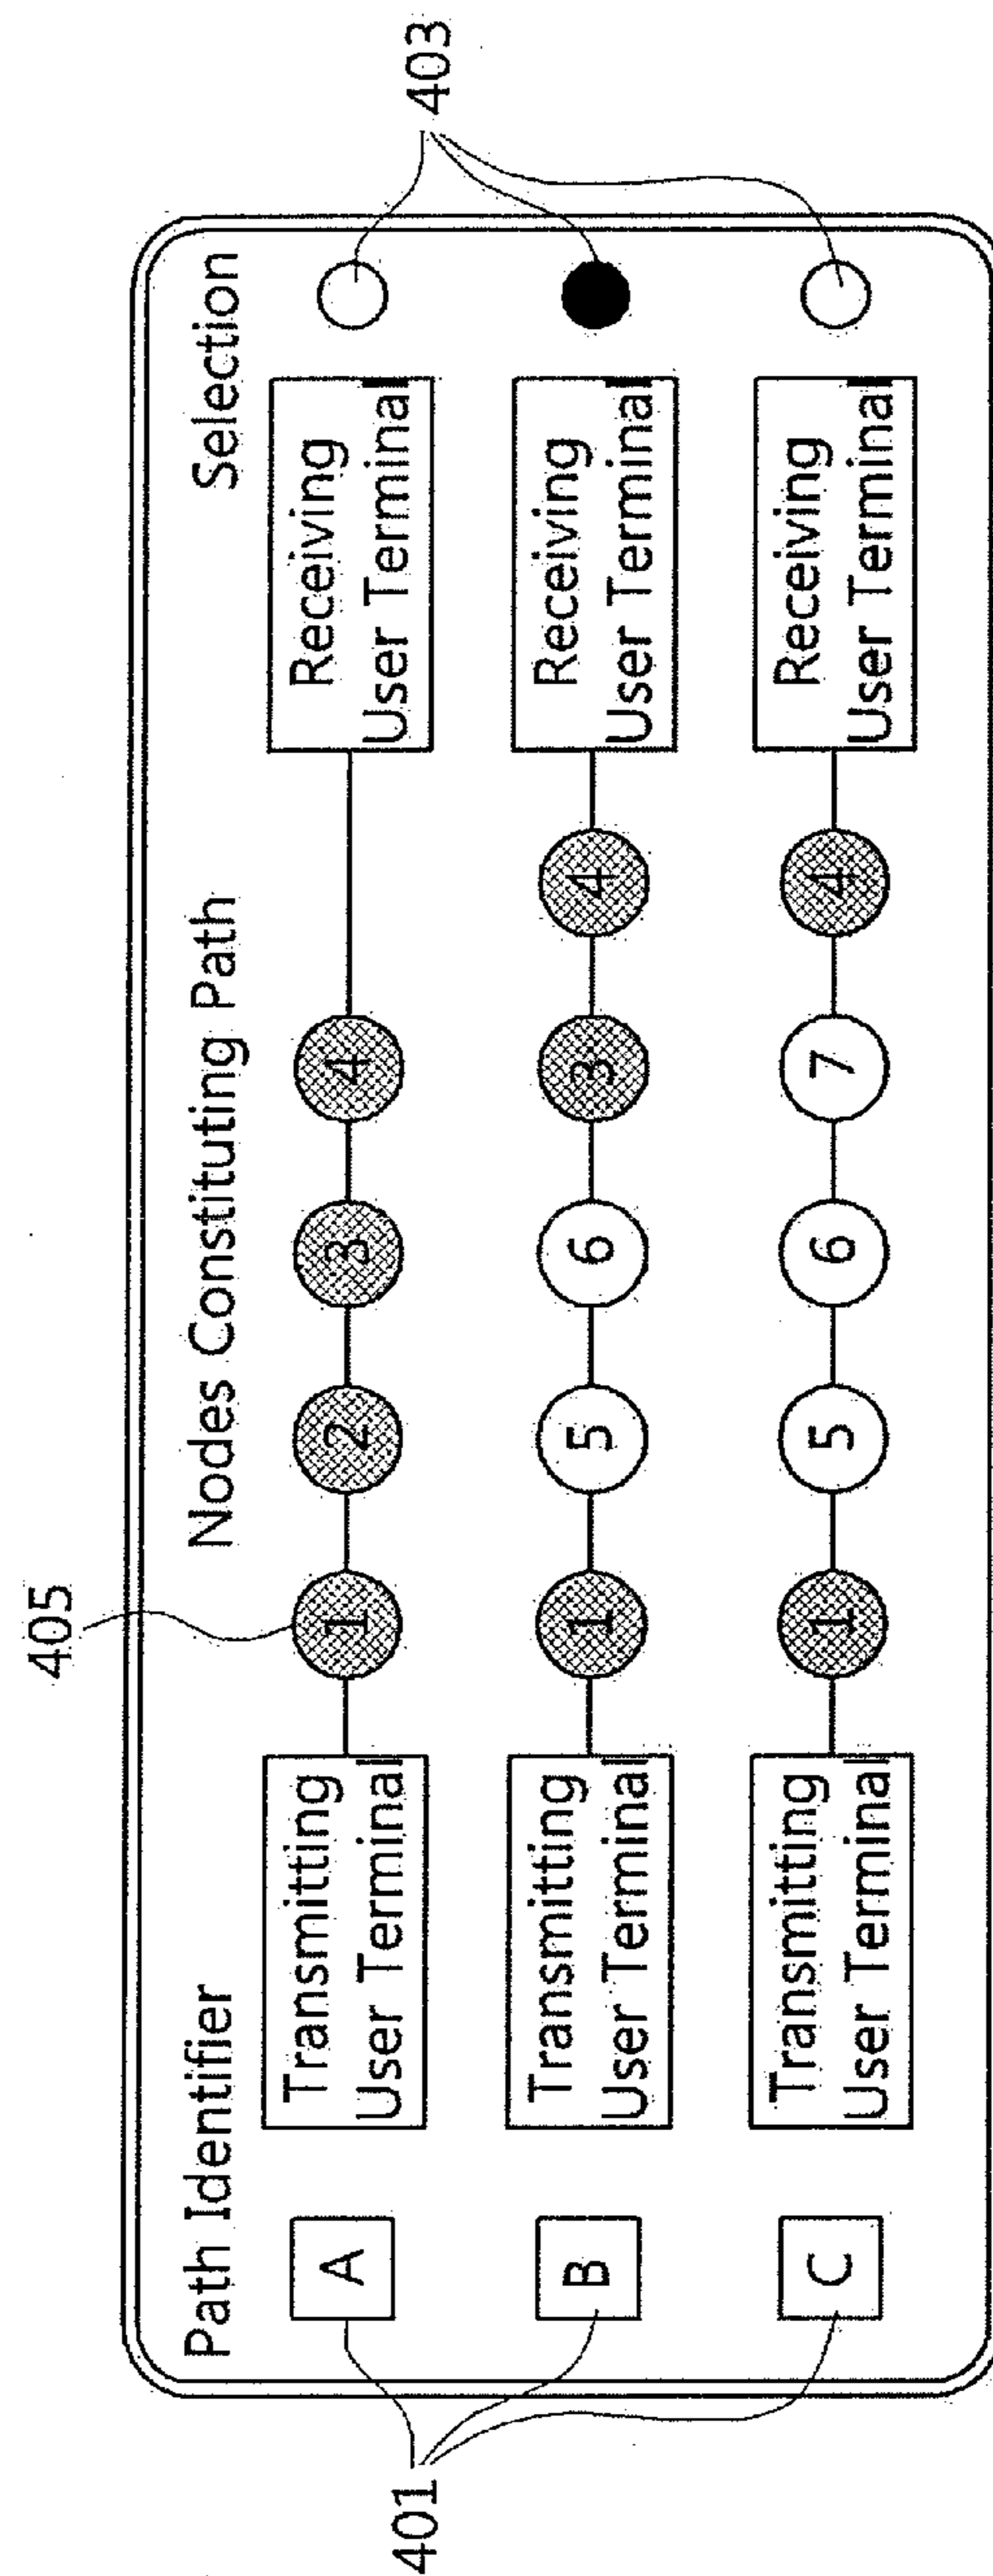 405
Path Identifier
Nodes Constituting Path
Selection
A
Transmitting
User Terminal
1
2
3
4
Receiving
User Terminal
B
Transmitting
User Terminal
1
5
6
3
4
Receiving
User Terminal
C
Transmitting
User Terminal
1
5
6
7
4
Receiving
User Terminal
401
403